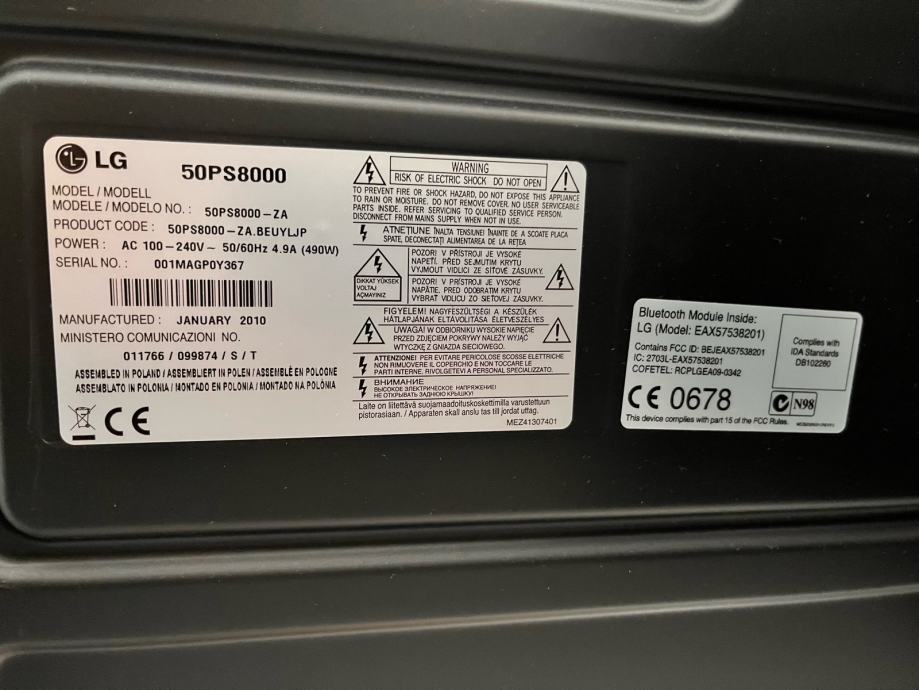 LG
50PS8000
MODEL / MODELL
MODELE / MODELO NO. : 50PS8000-ZA
PRODUCT CODE : 50PS8000-ZA.BEUYLJP
POWER : AC 100-240V~ 50/60Hz 4.9A (490W)
SERIAL NO. : 001MAGP0Y367
MANUFACTURED : JANUARY 2010
MINISTERO COMUNICAZIONI NO.
011766 / 099874 / S / T
ASSEMBLED IN POLAND / ASSEMBLIERT IN POLEN / ASSEMBLÉ EN POLOGNE
ASSEMBLATO IN POLONIA / MONTADO EN POLONIA / MONTADO NA POLÓNIA
CE
WARNING
RISK OF ELECTRIC SHOCK DO NOT OPEN
TO PREVENT FIRE OR SHOCK HAZARD, DO NOT EXPOSE THIS APPLIANCE
TO RAIN OR MOISTURE. DO NOT REMOVE COVER. NO USER SERVICEABLE
PARTS INSIDE. REFER SERVICING TO QUALIFIED SERVICE PERSON.
DISCONNECT FROM MAINS SUPPLY WHEN NOT IN USE.
ATNEŢIUNE ÎNALTA TENSIUNE! ÎNAINTE DE A SCOATE PLACA
SPATE, DECONECTAŢI ALIMENTAREA DE LA REŢEA
DIKKAT YÜKSEK
VOLTAJ
AÇMAYINIZ
POZOR! V PŘÍSTROJI JE VYSOKÉ
NAPĚTÍ. PŘED SEJMUTIM KRYTU
VYJMOUT VIDLICI ZE SÍŤOVÉ ZÁSUVKY.
POZOR! V PRÍSTROJI JE VYSOKÉ
NAPÄTIE. PRED ODOBRATIM KRYTU
VYBRAT VIDLICU ZO SIEŤOVEJ ZÁSUVKY.
FIGYELEM! NAGYFESZÜLTSÉG! A KÉSZÜLÉK
HÁTLAPJÁNAK ELTÁVOLÍTÁSA ÉLETVESZÉLYES
UWAGA! W ODBIORNIKU WYSOKIE NAPIĘCIE
PRZED ZDJĘCIEM POKRYWY NALEŻY WYJĄĆ
WTYCZKĘ Z GNIAZDA SIECIOWEGO.
ATTENZIONE! PER EVITARE PERICOLOSE SCOSSE ELETTRICHE
NON RIMUOVERE IL COPERCHIO E NON TOCCARE LE
PARTI INTERNE. RIVOLGETEVI A PERSONAL SPECIALIZZATO.
ВНИМАНИЕ
ВЫСОКОЕ ЭЛЕКТРИЧЕСКОЕ НАПРЯЖЕНИЕ!
НЕ ОТКРЫВАТЬ ЗАДНЮЮ КРЫШКУ!
Laite on liitettävä suojamaadoituskoskettimilla varustettuun
pistorasiaan. / Apparaten skall anslu tas till jordat uttag.
MEZ41307401
Bluetooth Module Inside:
LG (Model: EAX57538201)
Contains FCC ID: BEJEAX57538201
IC: 2703L-EAX57538201
COFETEL: RCPLGEA09-0342
Complies with
IDA Standards
DB102260
CE 0678
N98
This device complies with part 15 of the FCC Rules.